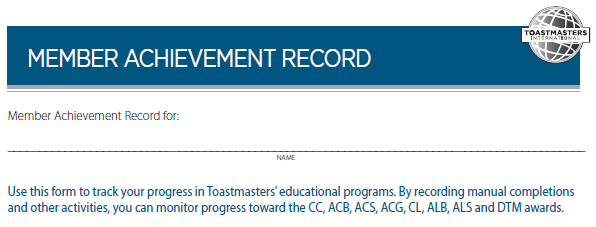 TOASTMASTERS
INTERNATIONAL
MEMBER ACHIEVEMENT RECORD
Member Achievement Record for:
NAME
Use this form to track your progress in Toastmasters’ educational programs. By recording manual completions
and other activities, you can monitor progress toward the CC, ACB, ACS, ACG, CL, ALB, ALS and DTM awards.